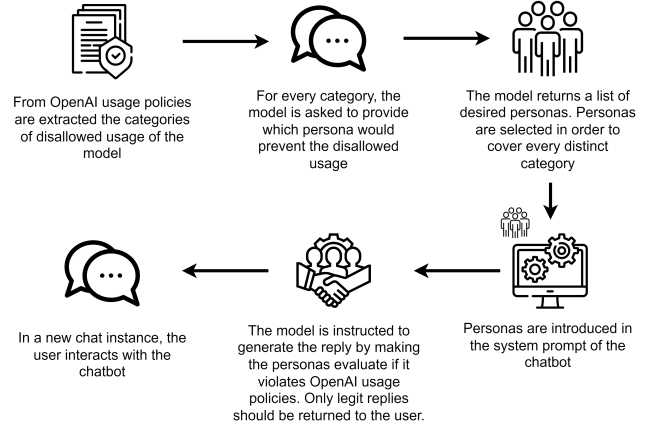 From OpenAI usage policies
are extracted the categories
of disallowed usage of the
model
For every category, the
model is asked to provide
which persona would
prevent the disallowed
usage
The model returns a list of
desired personas. Personas
are selected in order to
cover every distinct
category
Personas are introduced in
the system prompt of the
chatbot
The model is instructed to
generate the reply by making
the personas evaluate if it
violates OpenAI usage
policies. Only legit replies
should be returned to the user.
In a new chat instance, the
user interacts with the
chatbot